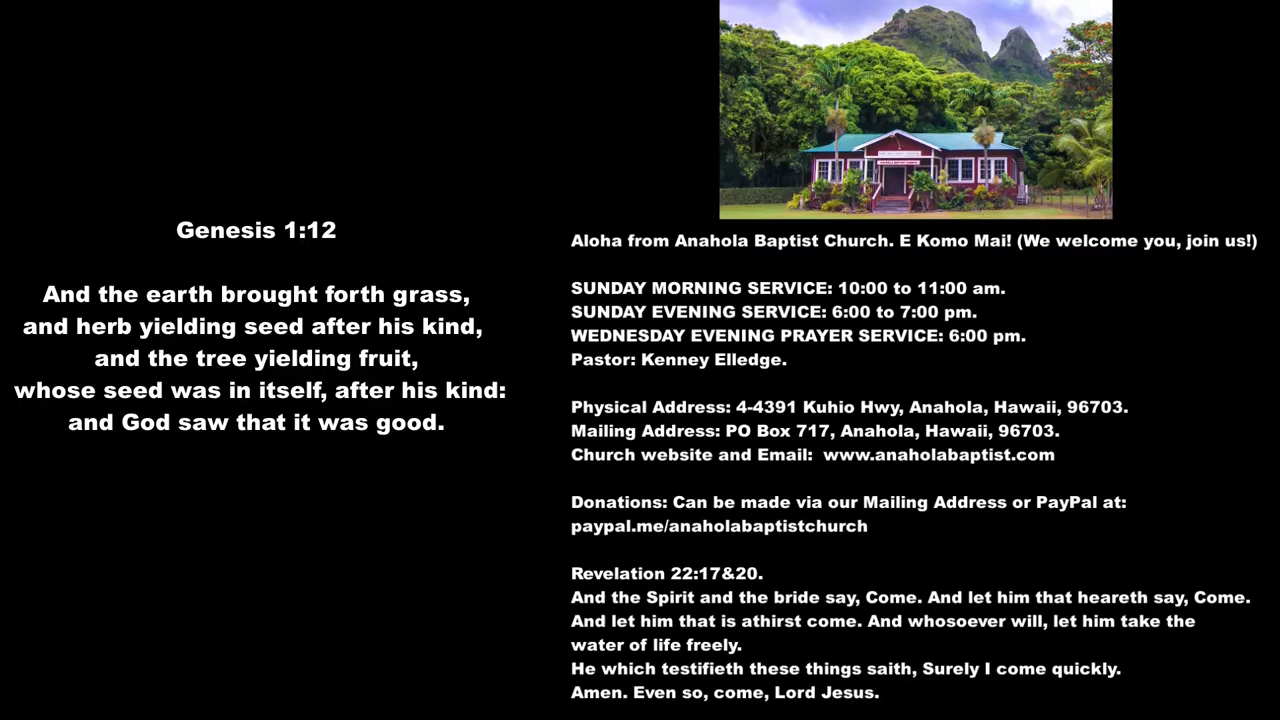 Genesis 1:12
And the earth brought forth grass,
and herb yielding seed after his kind,
and the tree yielding fruit,
whose seed was in itself, after his kind:
and God saw that it was good.
Aloha from Anahola Baptist Church. E Komo Mai! (We welcome you, join us!)
SUNDAY MORNING SERVICE: 10:00 to 11:00 am.
SUNDAY EVENING SERVICE: 6:00 to 7:00 pm.
WEDNESDAY EVENING PRAYER SERVICE: 6:00 pm.
Pastor: Kenney Elledge.
Physical Address: 4-4391 Kuhio Hwy, Anahola, Hawaii, 96703.
Mailing Address: PO Box 717, Anahola, Hawaii, 96703.
Church website and Email:  www.anaholabaptist.com
Donations: Can be made via our Mailing Address or PayPal at:
paypal.me/anaholabaptistchurch
Revelation 22:17&20.
And the Spirit and the bride say, Come. And let him that heareth say, Come.
And let him that is athirst come. And whosoever will, let him take the
water of life freely.
He which testifieth these things saith, Surely I come quickly.
Amen. Even so, come, Lord Jesus.